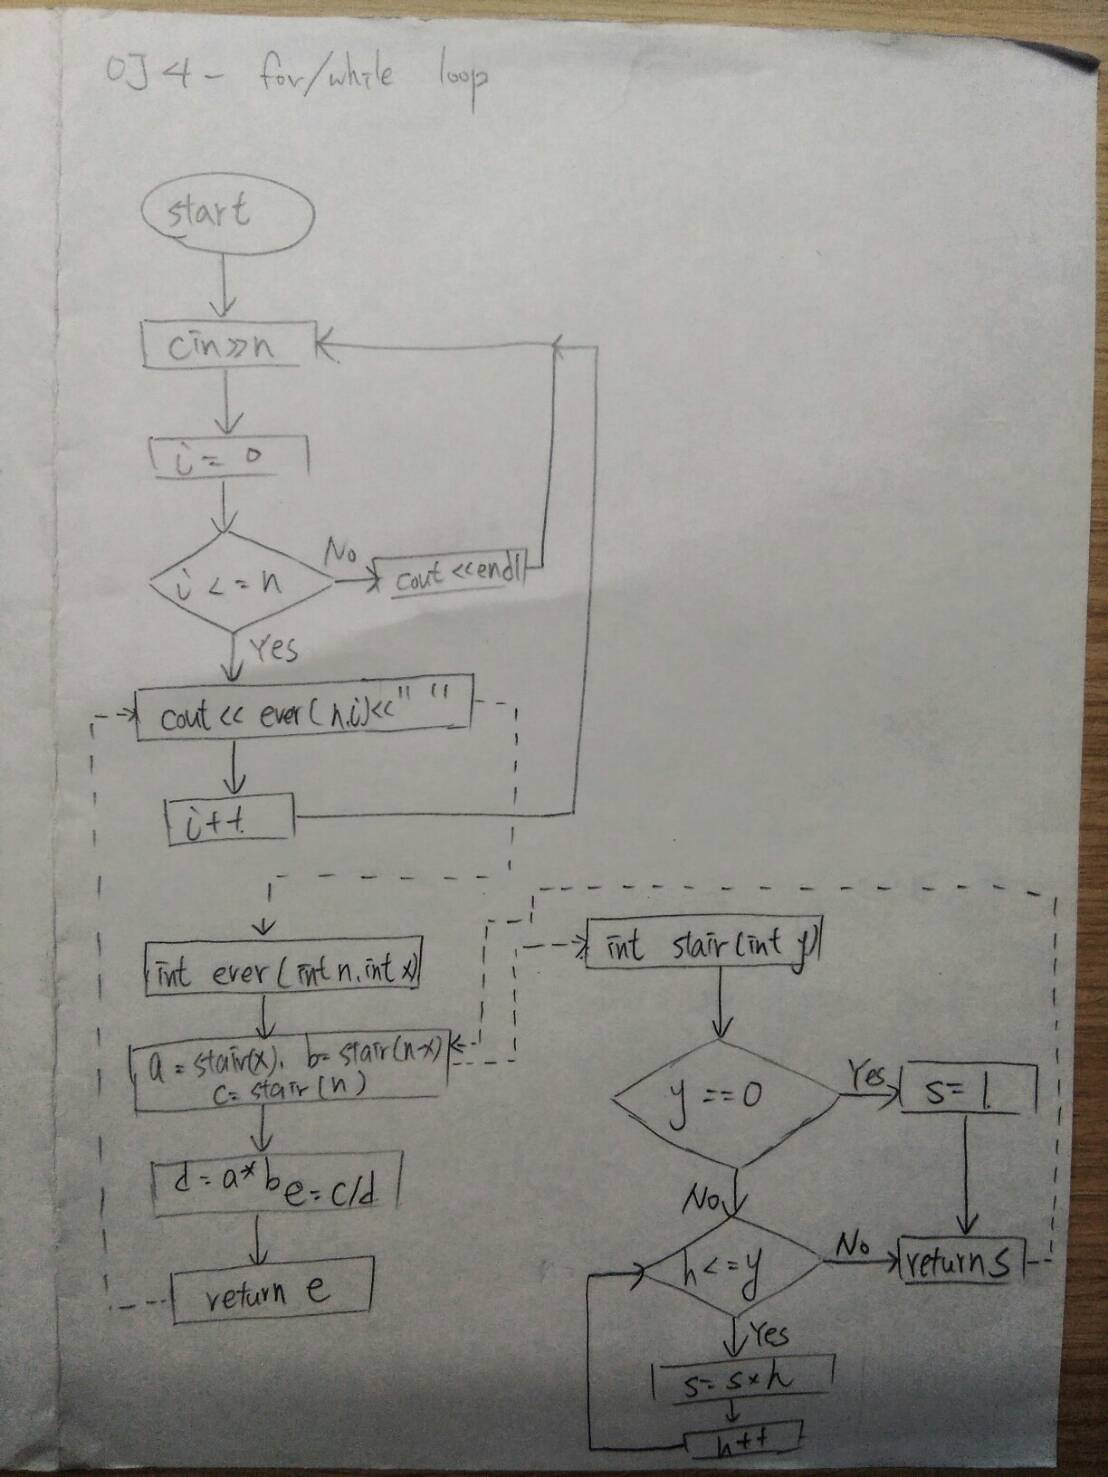 OJ 4 - for/while loop
start
cin>>n
i = 0
i <= n
No
cout <<endl
Yes
cout << ever(n,i)<<" "
i++
int ever(int n,int x)
a = stair(x), b= stair(n-x)
c= stair(n)
d= a*b e= c/d
return e
int stair(int y)
y ==0
Yes
s= 1
No
h<=y
No
return s
Yes
s= s*h
h++